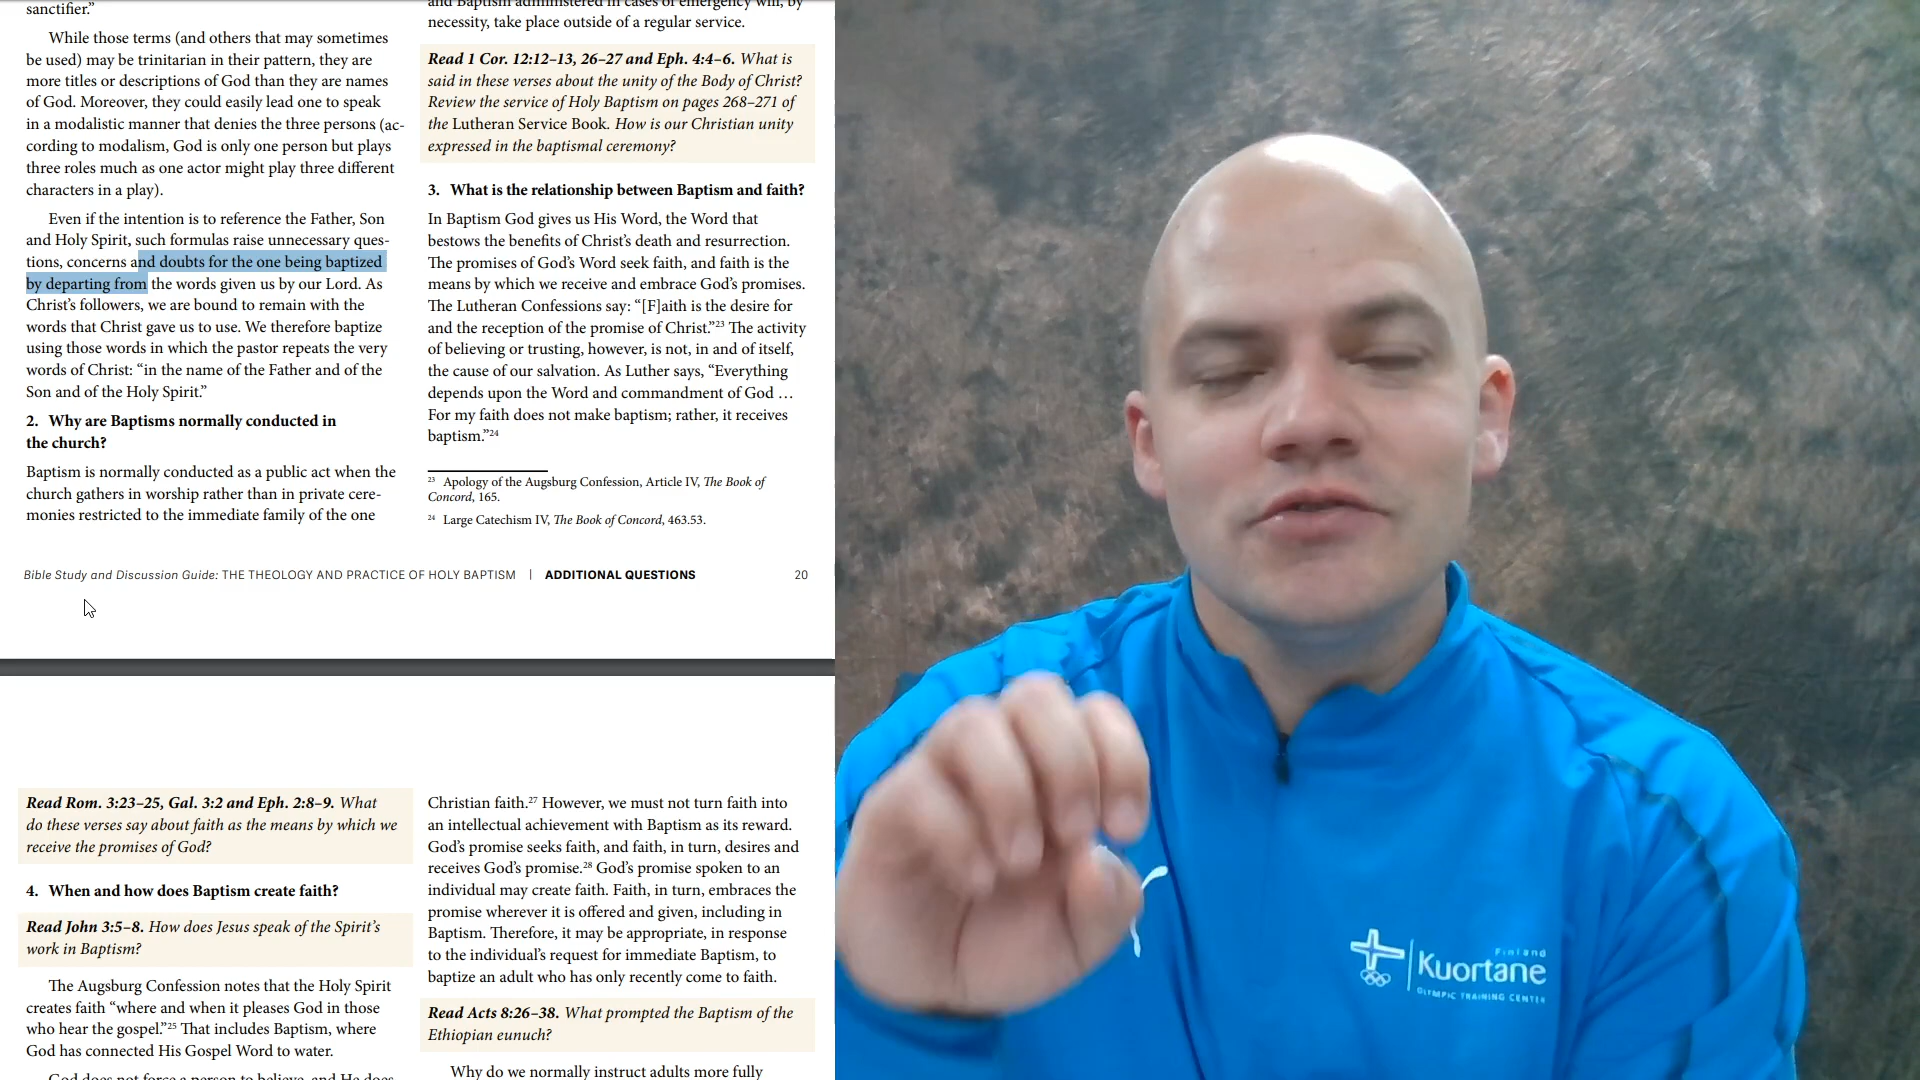 sanctifier.”
While those terms (and others that may sometimes
be used) may be trinitarian in their pattern, they are
more titles or descriptions of God than they are names
of God. Moreover, they could easily lead one to speak
in a modalistic manner that denies the three persons (ac-
cording to modalism, God is only one person but plays
three roles much as one actor might play three different
characters in a play).
Even if the intention is to reference the Father, Son
and Holy Spirit, such formulas raise unnecessary ques-
tions, concerns and doubts for the one being baptized
by departing from the words given us by our Lord. As
Christ’s followers, we are bound to remain with the
words that Christ gave us to use. We therefore baptize
using those words in which the pastor repeats the very
words of Christ: “in the name of the Father and of the
Son and of the Holy Spirit.”
2. Why are Baptisms normally conducted in
the church?
Baptism is normally conducted as a public act when the
church gathers in worship rather than in private cere-
monies restricted to the immediate family of the one
and Baptism administered in cases of emergency will, by
necessity, take place outside of a regular service.
Read 1 Cor. 12:12–13, 26–27 and Eph. 4:4–6. What is
said in these verses about the unity of the Body of Christ?
Review the service of Holy Baptism on pages 268–271 of
the Lutheran Service Book. How is our Christian unity
expressed in the baptismal ceremony?
3. What is the relationship between Baptism and faith?
In Baptism God gives us His Word, the Word that
bestows the benefits of Christ’s death and resurrection.
The promises of God’s Word seek faith, and faith is the
means by which we receive and embrace God’s promises.
The Lutheran Confessions say: “[F]aith is the desire for
and the reception of the promise of Christ.”23 The activity
of believing or trusting, however, is not, in and of itself,
the cause of our salvation. As Luther says, “Everything
depends upon the Word and commandment of God …
For my faith does not make baptism; rather, it receives
baptism.”24
23 Apology of the Augsburg Confession, Article IV, The Book of
Concord, 165.
24 Large Catechism IV, The Book of Concord, 463.53.
Bible Study and Discussion Guide: THE THEOLOGY AND PRACTICE OF HOLY BAPTISM | ADDITIONAL QUESTIONS 20
Read Rom. 3:23–25, Gal. 3:2 and Eph. 2:8–9. What
do these verses say about faith as the means by which we
receive the promises of God?
4. When and how does Baptism create faith?
Read John 3:5–8. How does Jesus speak of the Spirit’s
work in Baptism?
The Augsburg Confession notes that the Holy Spirit
creates faith “where and when it pleases God in those
who hear the gospel.”25 That includes Baptism, where
God has connected His Gospel Word to water.
God does not force a person to believe, and He does
Christian faith.27 However, we must not turn faith into
an intellectual achievement with Baptism as its reward.
God’s promise seeks faith, and faith, in turn, desires and
receives God’s promise.28 God’s promise spoken to an
individual may create faith. Faith, in turn, embraces the
promise wherever it is offered and given, including in
Baptism. Therefore, it may be appropriate, in response
to the individual’s request for immediate Baptism, to
baptize an adult who has only recently come to faith.
Read Acts 8:26–38. What prompted the Baptism of the
Ethiopian eunuch?
Why do we normally instruct adults more fully
Finland
Kuortane
OLYMPIC TRAINING CENTER